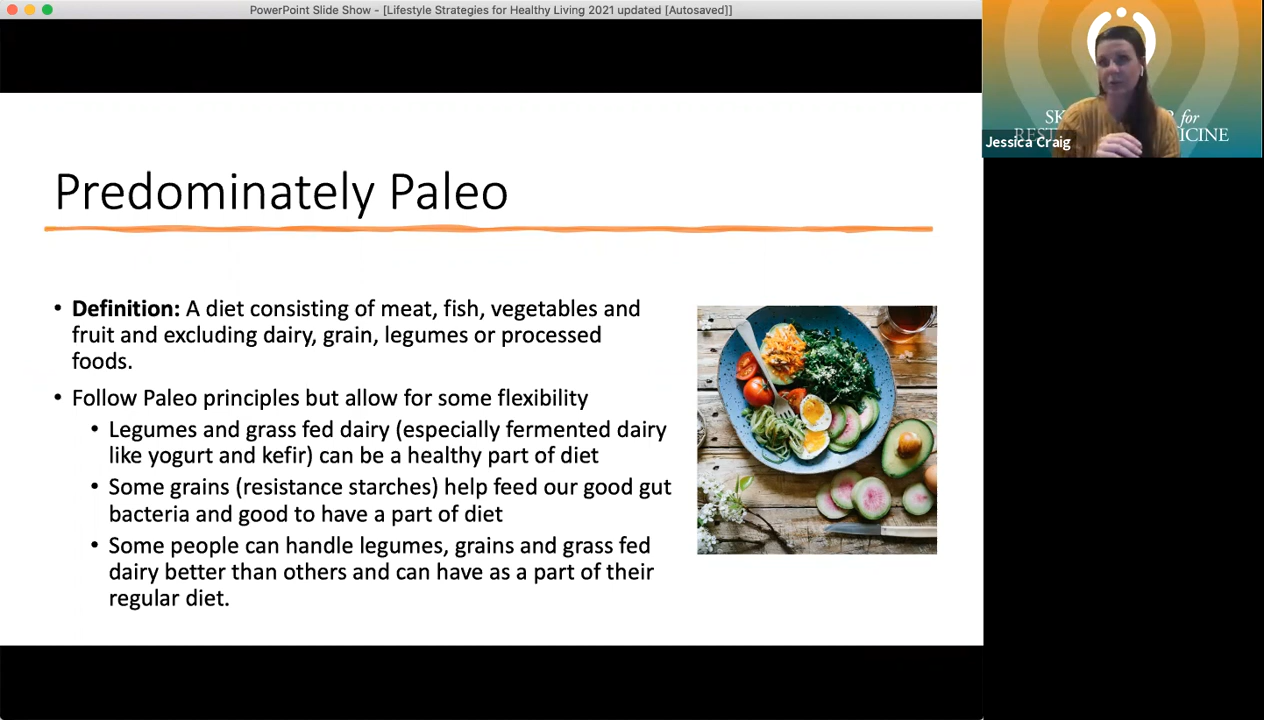 PowerPoint Slide Show - [Lifestyle Strategies for Healthy Living 2021 updated [Autosaved]]
Predominately Paleo
• Definition: A diet consisting of meat, fish, vegetables and
fruit and excluding dairy, grain, legumes or processed
foods.
• Follow Paleo principles but allow for some flexibility
• Legumes and grass fed dairy (especially fermented dairy
like yogurt and kefir) can be a healthy part of diet
• Some grains (resistance starches) help feed our good gut
bacteria and good to have a part of diet
• Some people can handle legumes, grains and grass fed
dairy better than others and can have as a part of their
regular diet.
for
Jessica Craig